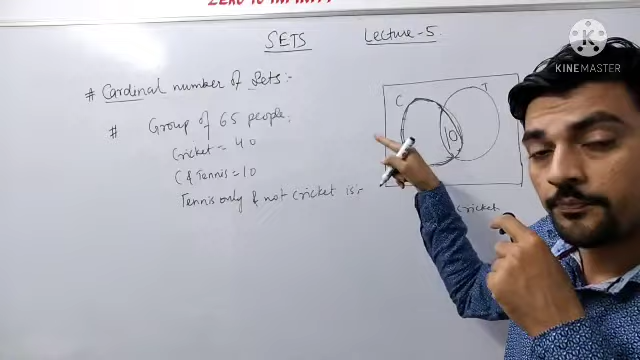 ZERO TO INFINITY
SETS
Lecture-5
# Cardinal number of Sets:-
# Group of 65 people,
Cricket = 40
C & Tennis = 10
Tennis only & not cricket is:-
C
T
10
cricket
K
KINEMASTER